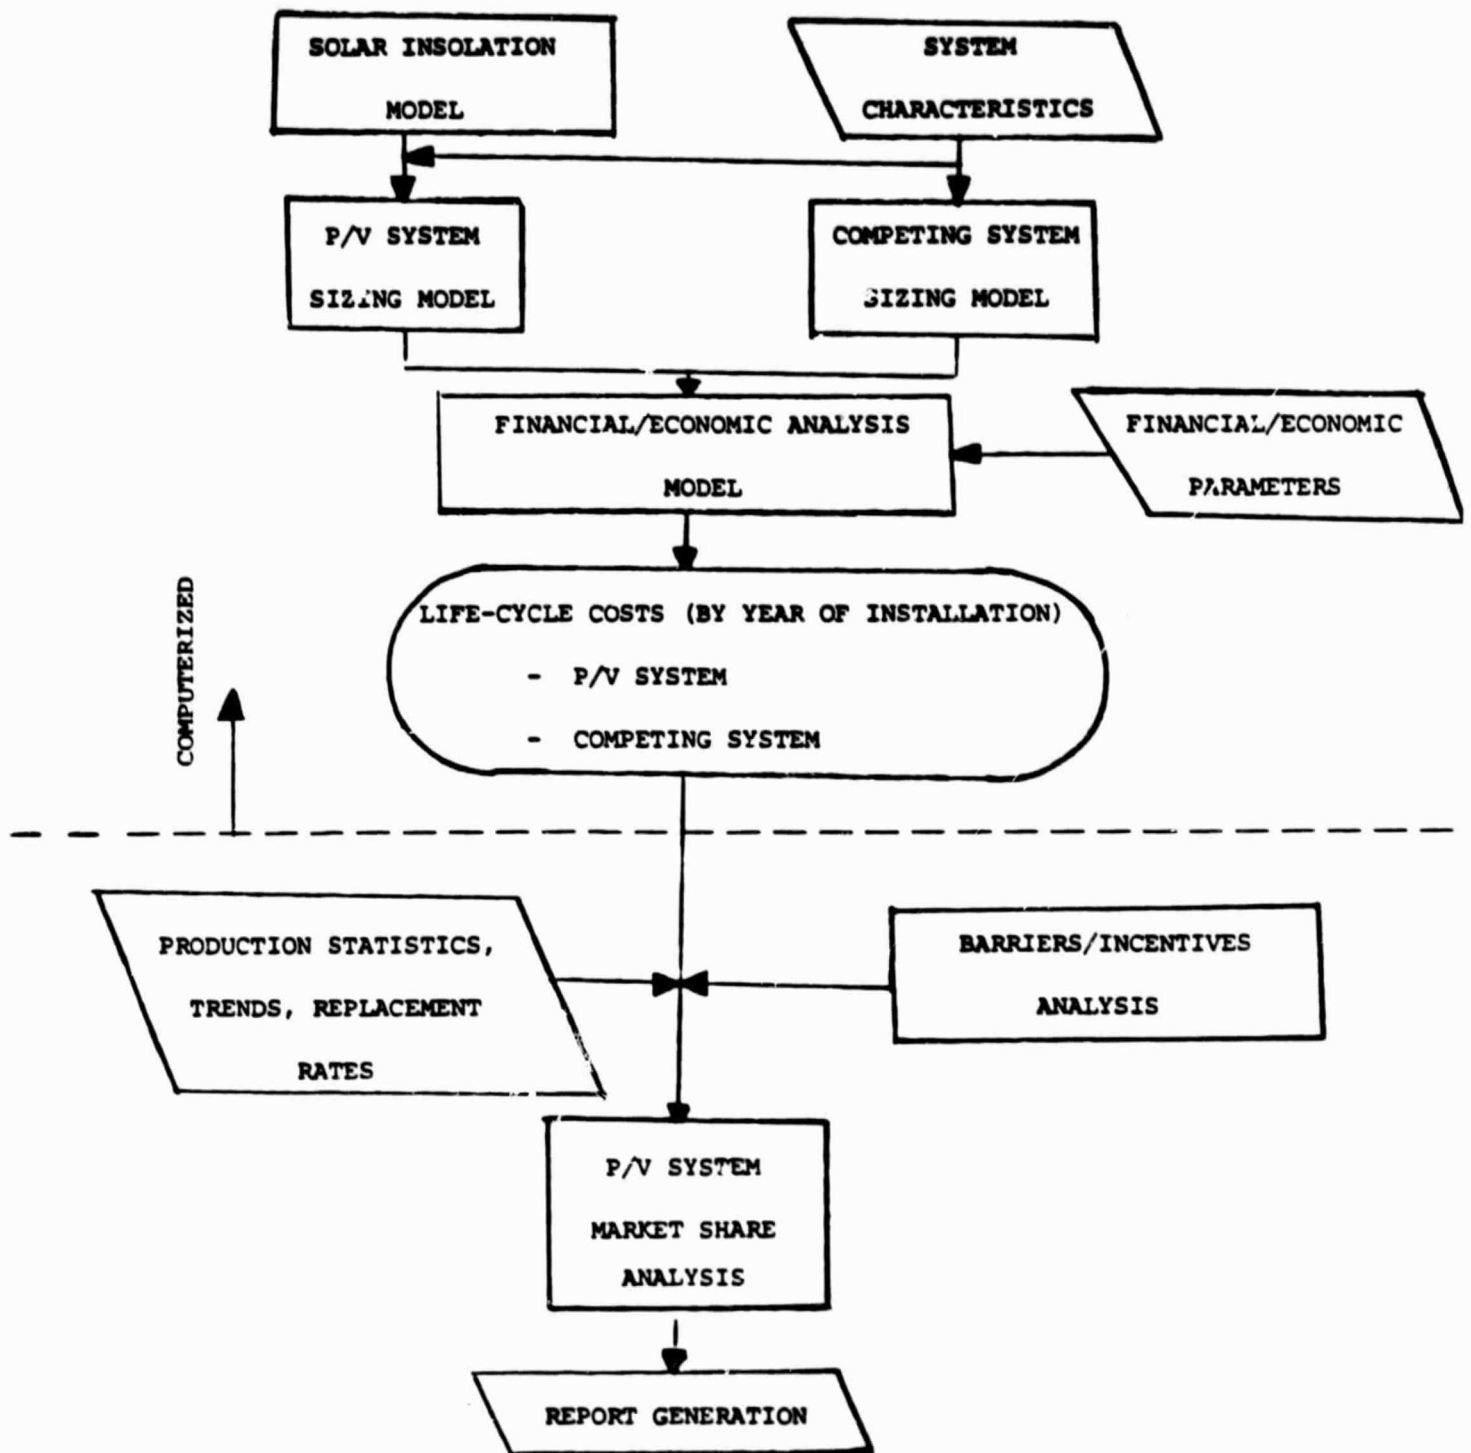 SOLAR INSOLATION
MODEL
SYSTEM
CHARACTERISTICS
P/V SYSTEM
SIZING MODEL
COMPETING SYSTEM
SIZING MODEL
FINANCIAL/ECONOMIC ANALYSIS
MODEL
FINANCIAL/ECONOMIC
PARAMETERS
LIFE-CYCLE COSTS (BY YEAR OF INSTALLATION)
- P/V SYSTEM
- COMPETING SYSTEM
COMPUTERIZED
PRODUCTION STATISTICS,
TRENDS, REPLACEMENT
RATES
BARRIERS/INCENTIVES
ANALYSIS
P/V SYSTEM
MARKET SHARE
ANALYSIS
REPORT GENERATION